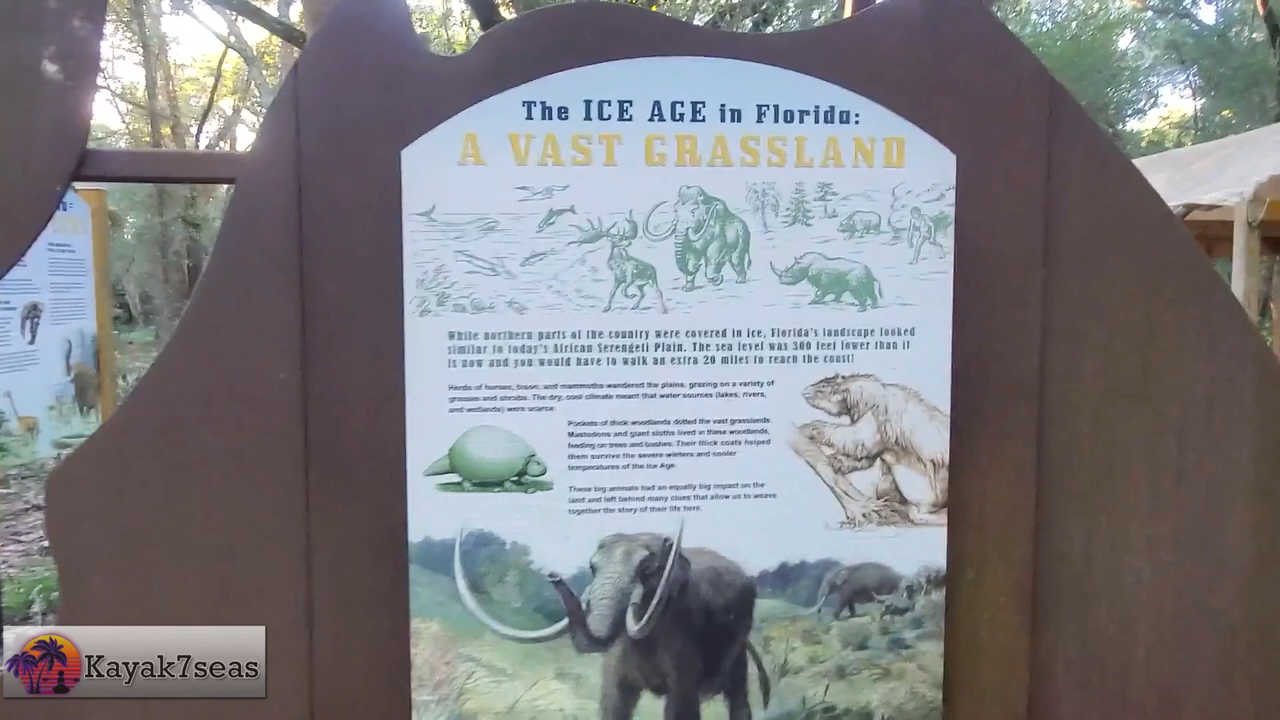 The ICE AGE in Florida:
A VAST GRASSLAND
While northern parts of the country were covered in ice, Florida's landscape looked
similar to today's African Serengeti Plain. The sea level was 300 feet lower than it
is now and you would have to walk an extra 20 miles to reach the coast!
Herds of horses, bison, and mammoths wandered the plains, grazing on a variety of
grasses and shrubs. The dry, cool climate meant that water sources (lakes, rivers,
and wetlands) were scarce.
Pockets of thick woodlands dotted the vast grasslands.
Mastodons and giant sloths lived in these woodlands,
feeding on trees and bushes. Their thick coats helped
them survive the severe winters and cooler
temperatures of the Ice Age.
These big animals had an equally big impact on the
land and left behind many clues that allow us to weave
together the story of their life here.
Kayak7seas